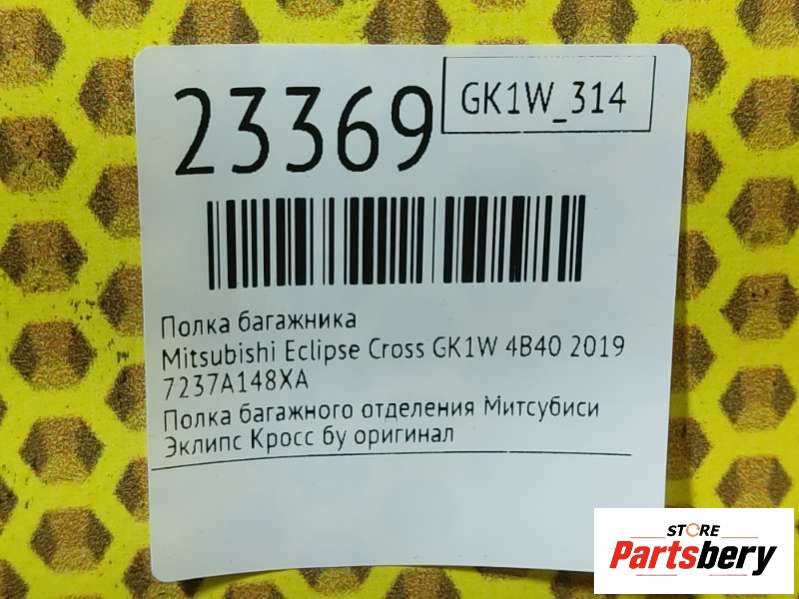 23369
GK1W_314
Полка багажника
Mitsubishi Eclipse Cross GK1W 4B40 2019
7237A148XA
Полка багажного отделения Митсубиси
Эклипс Кросс бу оригинал
STORE
Partsbery